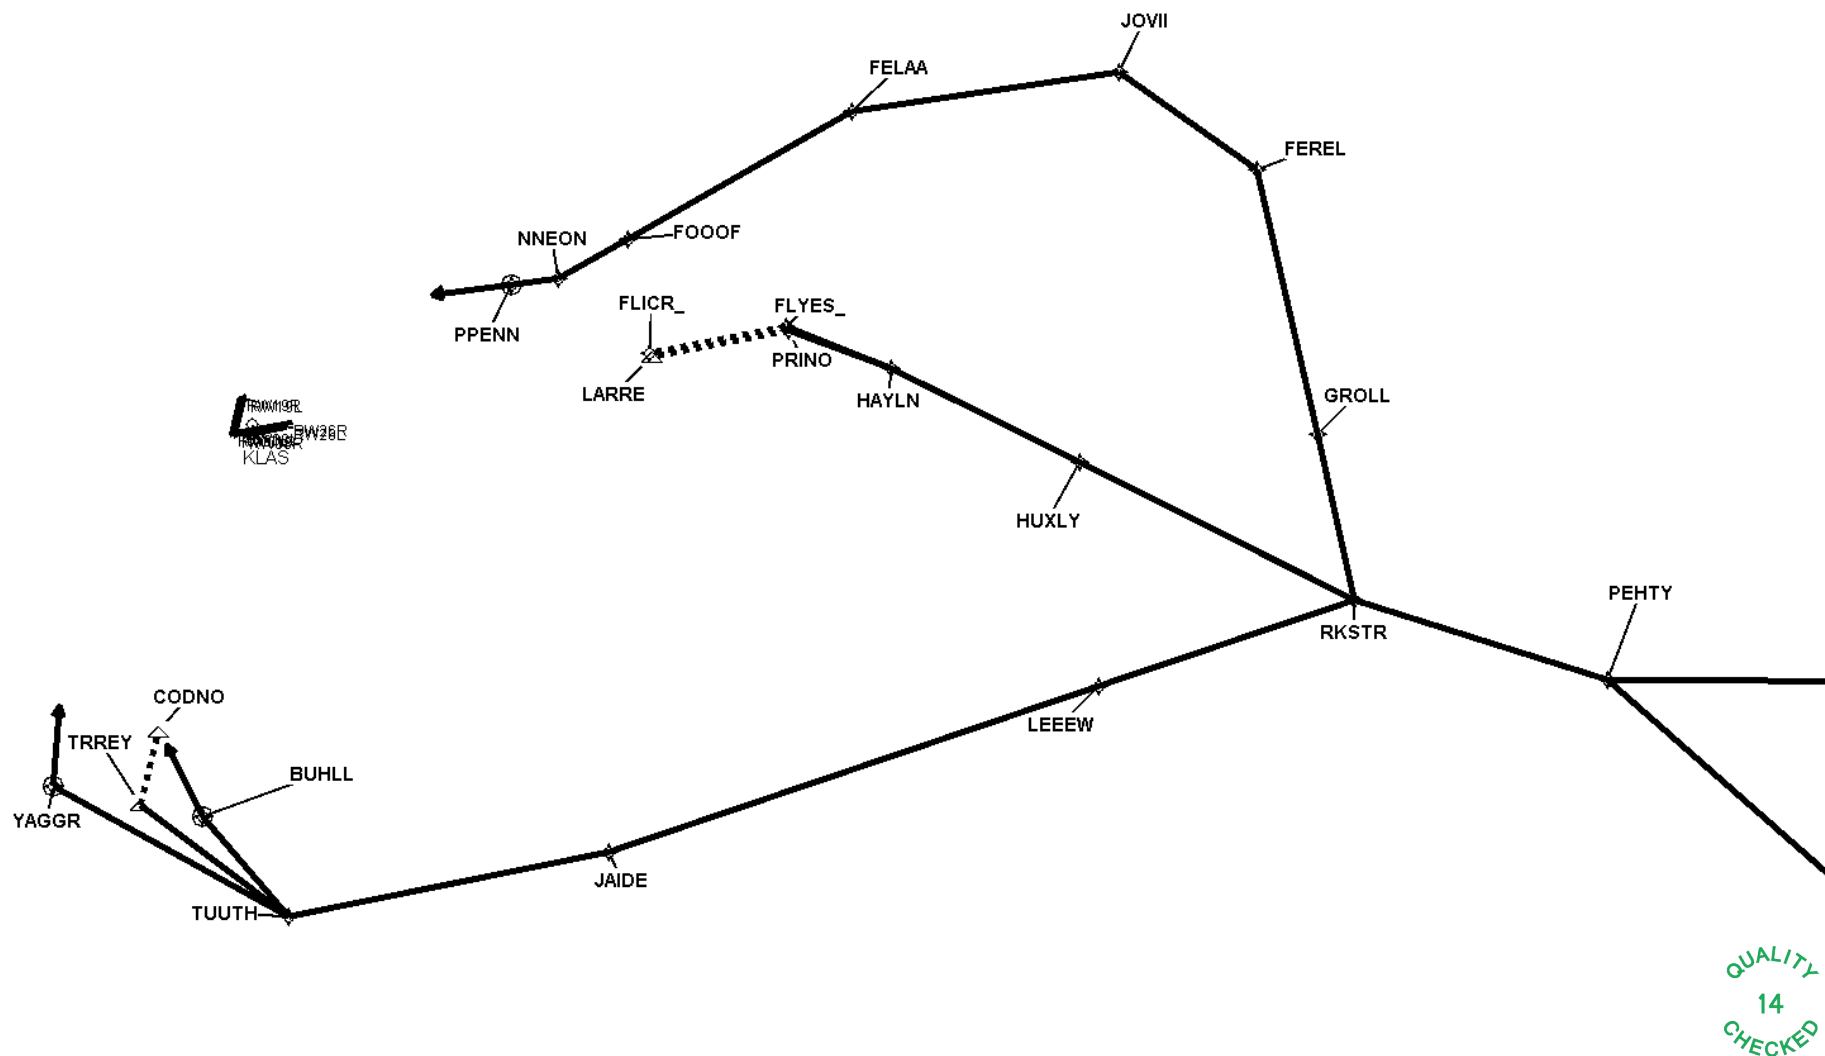 JOVII
FELAA
FEREL
FOOOF
NNEON
FLICR_
FLYES_
PPENN
PRINO
LARRE
HAYLN
GROLL
RW26R
KLAS
HUXLY
PEHTY
RKSTR
CODNO
LEEEW
TRREY
BUHLL
YAGGR
JAIDE
TUUTH
QUALITY
14
CHECKED